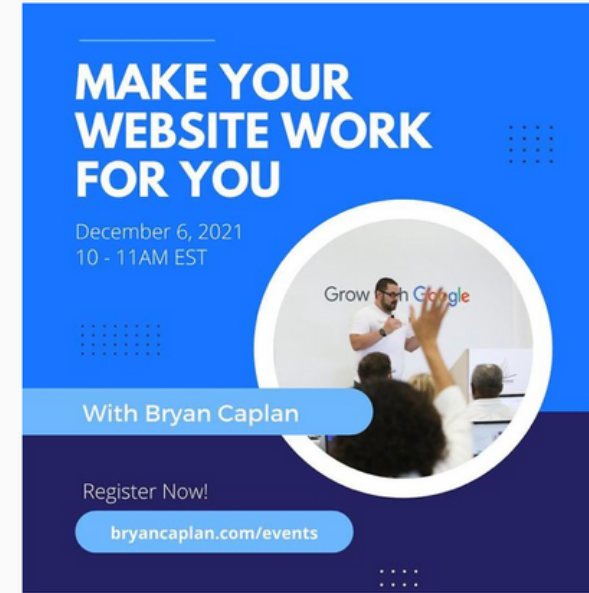 MAKE YOUR
WEBSITE WORK
FOR YOU
December 6, 2021
10 - 11AM EST
Grow Google
With Bryan Caplan
Register Now!
bryancaplan.com/events